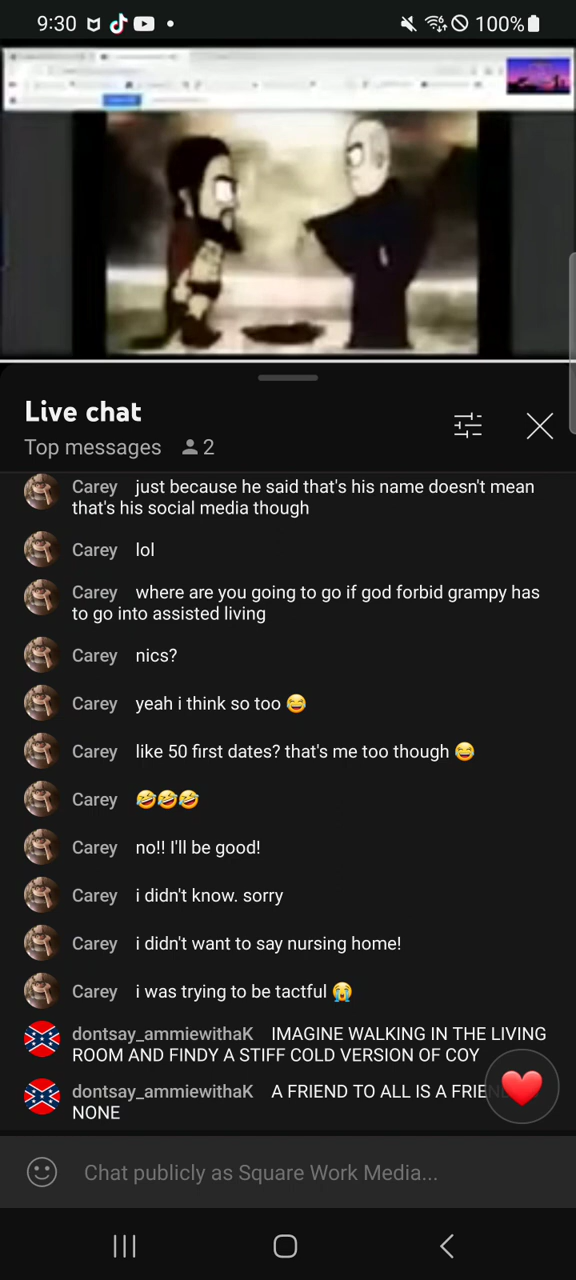 9:30
100%
Live chat
Top messages 2
Carey just because he said that's his name doesn't mean
that's his social media though
Carey lol
Carey where are you going to go if god forbid grampy has
to go into assisted living
Carey nics?
Carey yeah i think so too 😂
Carey like 50 first dates? that's me too though 😂
Carey 🤣🤣🤣
Carey no!! I'll be good!
Carey i didn't know. sorry
Carey i didn't want to say nursing home!
Carey i was trying to be tactful 😭
dontsay_ammiewithaK IMAGINE WALKING IN THE LIVING
ROOM AND FINDY A STIFF COLD VERSION OF COY
dontsay_ammiewithaK A FRIEND TO ALL IS A
NONE
Chat publicly as Square Work Media...